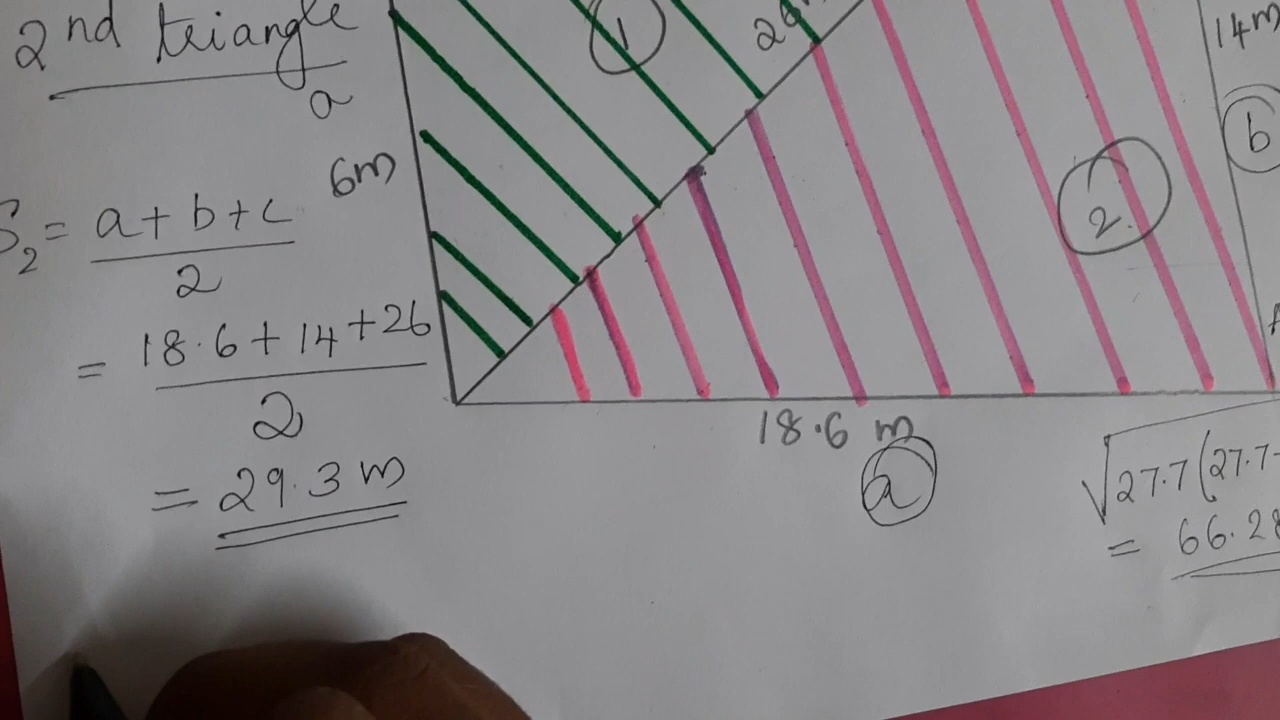 2nd triangle
a
S2 = a + b + c
2
= 18.6 + 14 + 26
2
= 29.3 m
6m
1
14m
b
2.
18.6 m
a
√27.7(27.7-
= 66.28